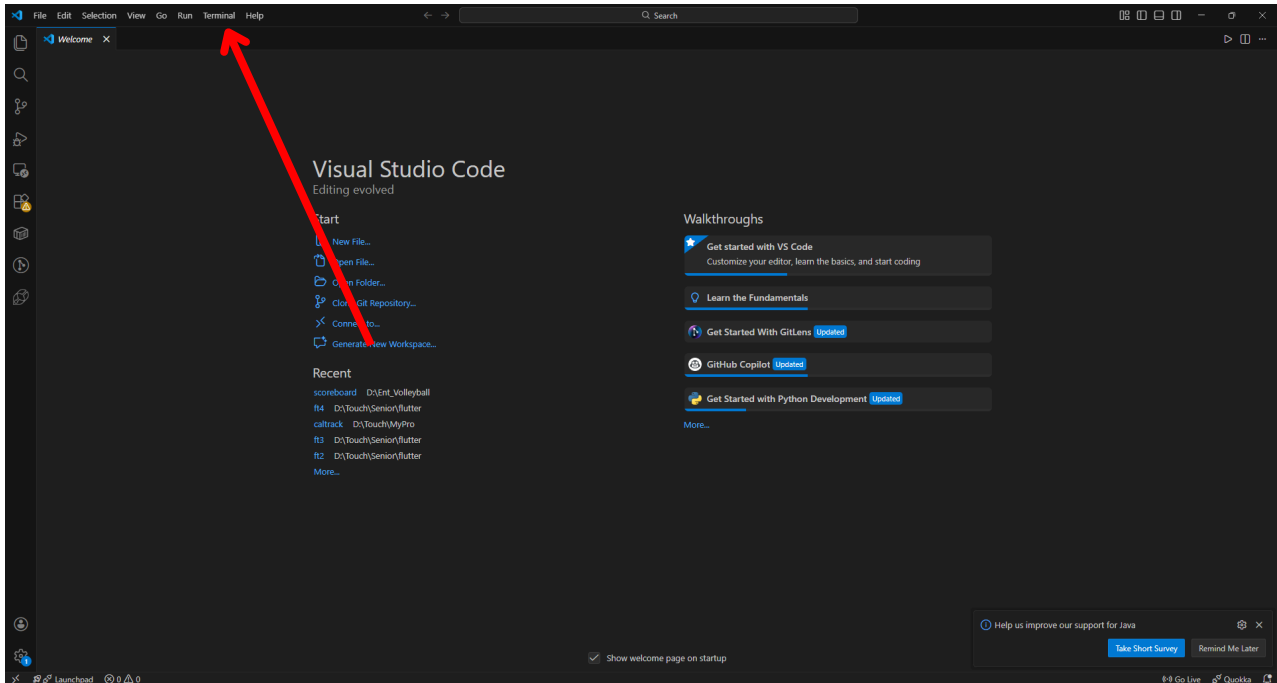 File Edit Selection View Go Run Terminal Help
Search
Welcome
Visual Studio Code
Editing evolved
Start
New File...
Open File...
Open Folder...
Clone Git Repository...
Connect to...
Generate New Workspace...
Recent
scoreboard D:\Ent_Volleyball
ft4 D:\Touch\Senior\flutter
caltrack D:\Touch\MyPro
ft3 D:\Touch\Senior\flutter
ft2 D:\Touch\Senior\flutter
More...
Walkthroughs
Get started with VS Code
Customize your editor, learn the basics, and start coding
Learn the Fundamentals
Get Started With GitLens Updated
GitHub Copilot Updated
Get Started with Python Development Updated
More...
Show welcome page on startup
Help us improve our support for Java
Take Short Survey Remind Me Later
1
Launchpad 0 0
Go Live Quokka